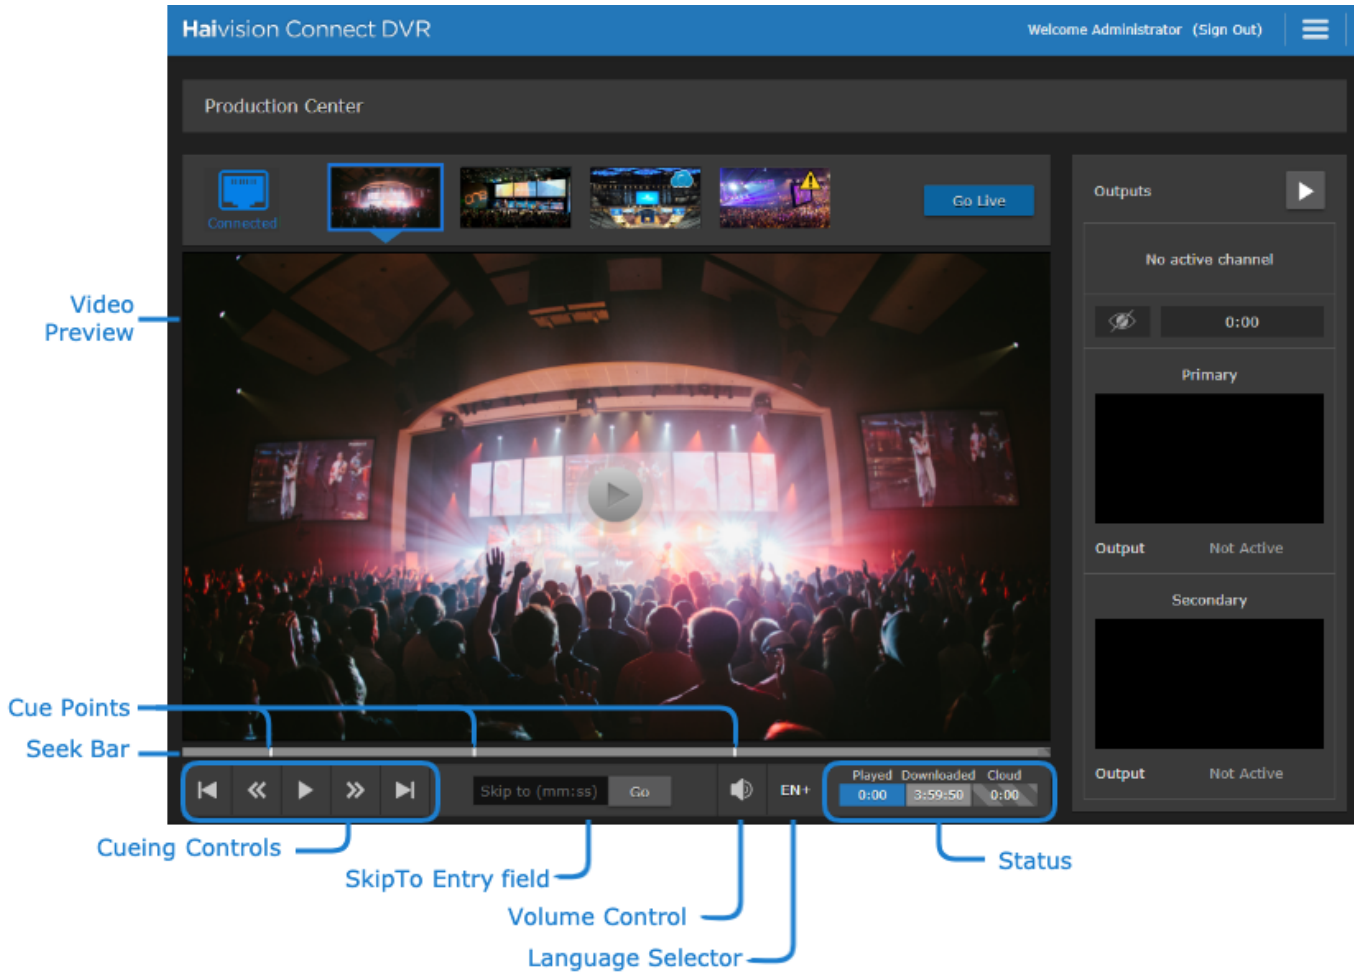 Haivision Connect DVR
Welcome Administrator (Sign Out)
Production Center
Connected
Go Live
Outputs
No active channel
0:00
Primary
Output Not Active
Secondary
Output Not Active
Video
Preview
Cue Points
Seek Bar
Skip to (mm:ss) Go
EN+
Played Downloaded Cloud
0:00 3:59:50 0:00
Cueing Controls
Status
SkipTo Entry field
Volume Control
Language Selector